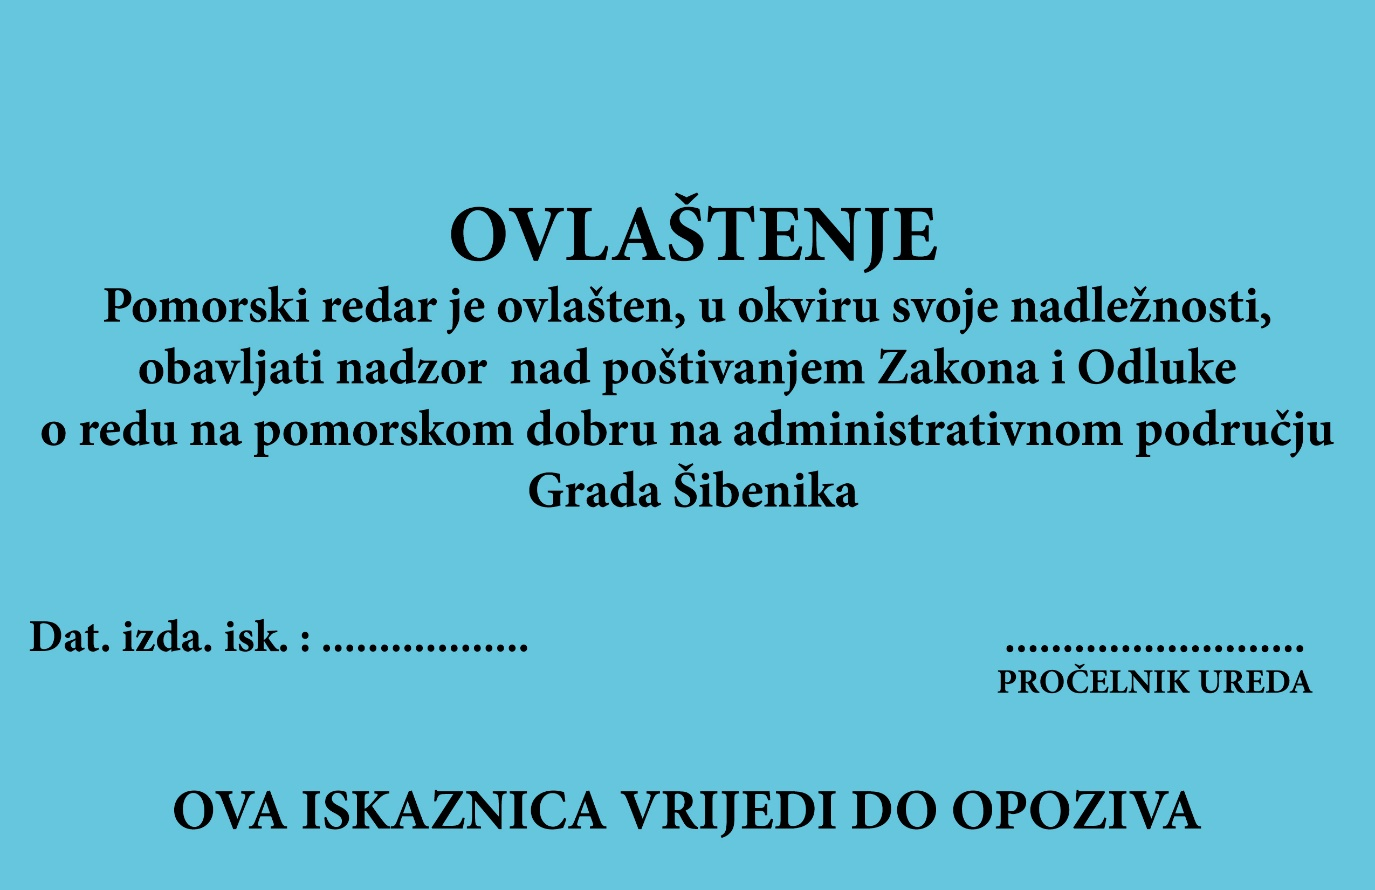 OVLAŠTENJE
Pomorski redar je ovlašten, u okviru svoje nadležnosti,
obavljati nadzor  nad poštivanjem Zakona i Odluke
o redu na pomorskom dobru na administrativnom području
Grada Šibenika
Dat. izda. isk. : ..................
..........................
PROČELNIK UREDA
OVA ISKAZNICA VRIJEDI DO OPOZIVA